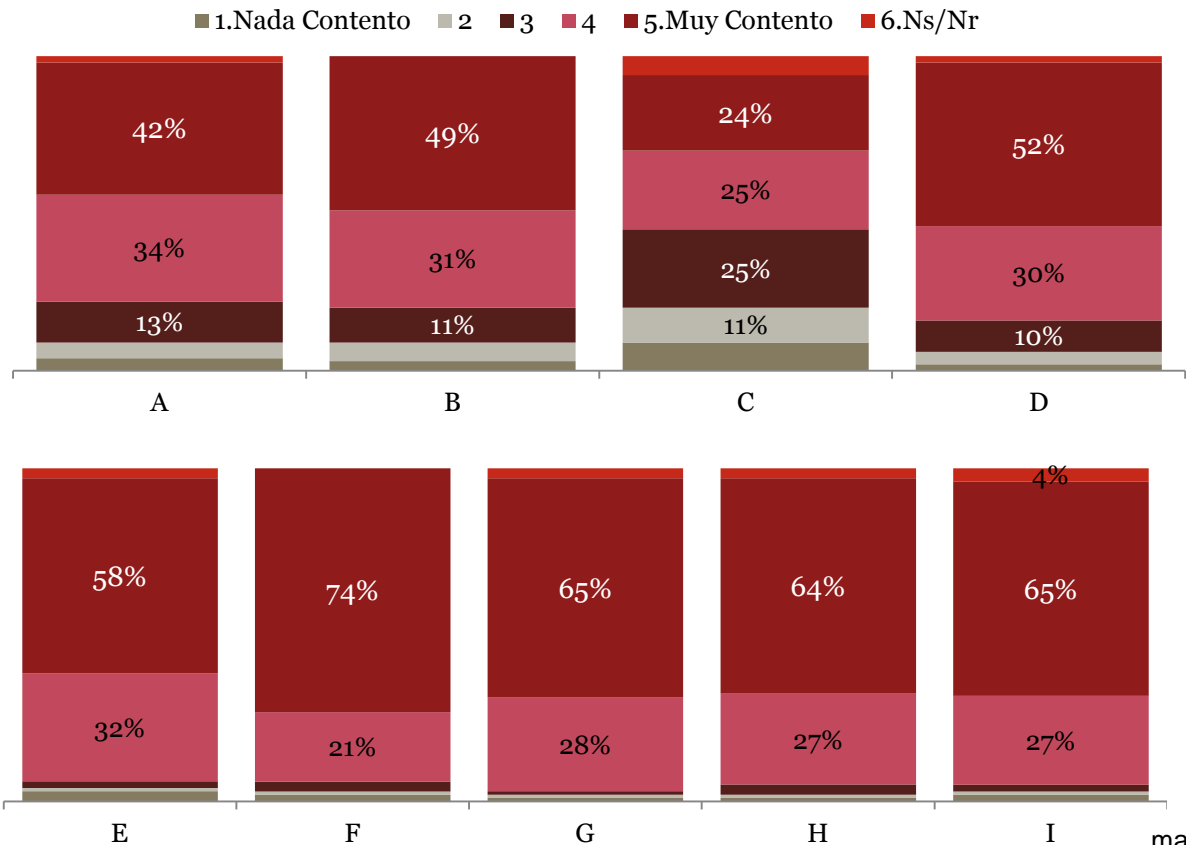 1.Nada Contento 2 3 4 5.Muy Contento 6.Ns/Nr
42% 49% 24% 52%
34% 31% 25% 30%
13% 11% 25% 10%
11%
A B C D
4%
58% 74% 65% 64% 65%
32% 21% 28% 27% 27%
E F G H I
ma